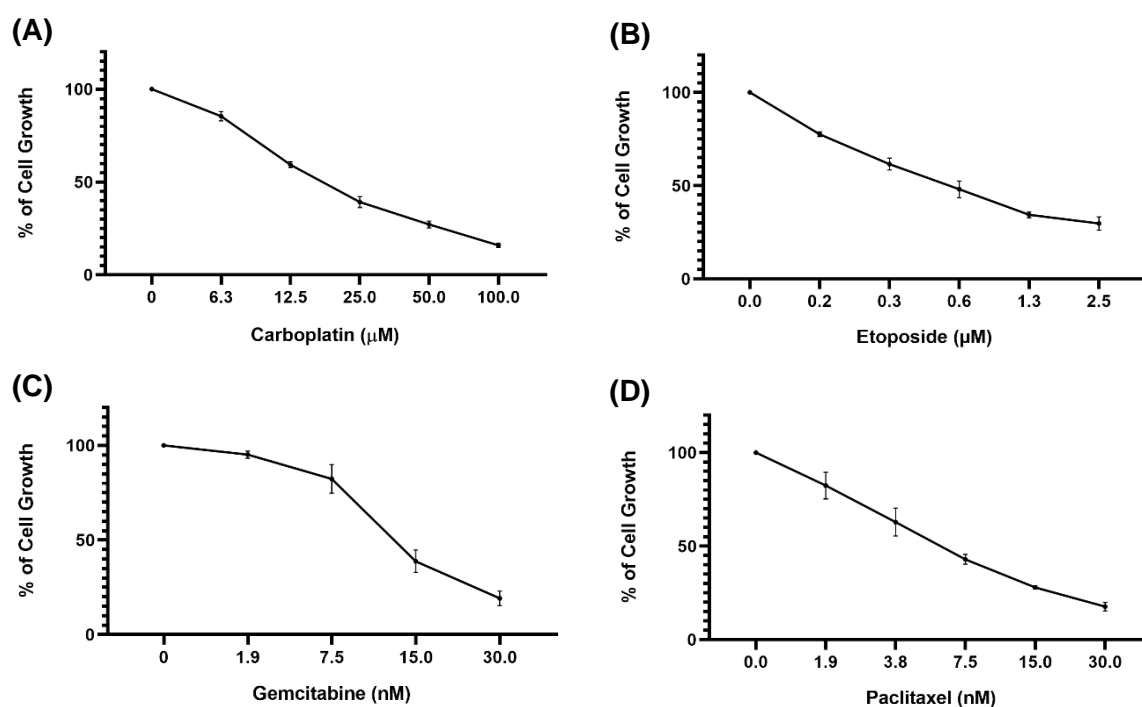 (A)
% of Cell Growth
100
50
0
0 6.3 12.5 25.0 50.0 100.0
Carboplatin (μM)
(B)
% of Cell Growth
100
50
0
0.0 0.2 0.3 0.6 1.3 2.5
Etoposide (µM)
(C)
% of Cell Growth
100
50
0
0 1.9 7.5 15.0 30.0
Gemcitabine (nM)
(D)
% of Cell Growth
100
50
0
0.0 1.9 3.8 7.5 15.0 30.0
Paclitaxel (nM)